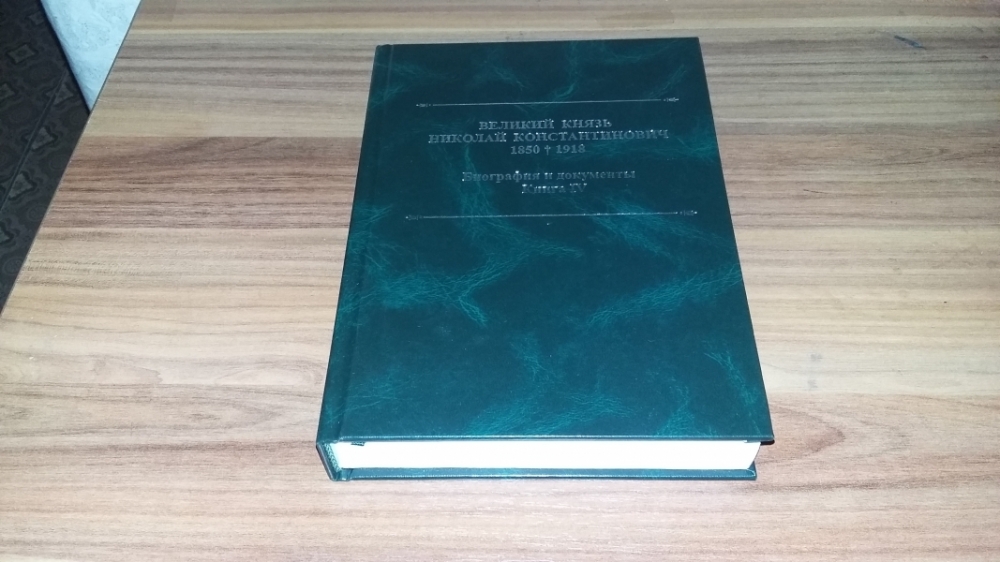 ВЕЛИКИЙ КНЯЗЬ
НИКОЛАЙ КОНСТАНТИНОВИЧ
1850 † 1918
Биография и документы
Книга IV